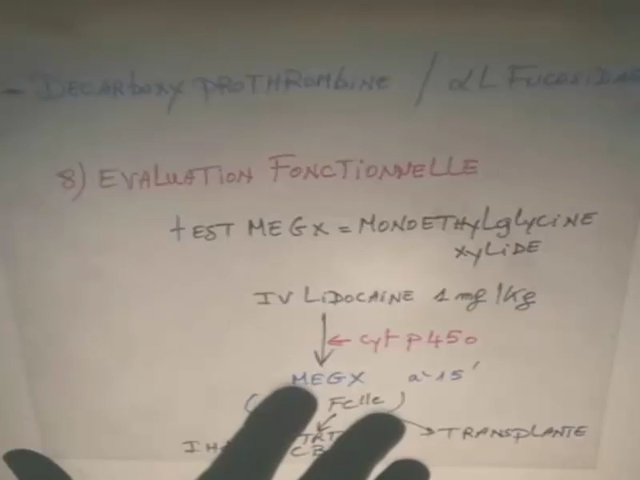 - DECARBOXY PROTHROMBINE / αL FUCOSIDASE
8) EVALUATION FONCTIONNELLE
tEST MEGX = MONOETHYLglYCINE
xyLiDE
IV LiDOCAÏNE 1 mg/Kg
← cyt p450
MEGX à 15'
( Fclle )
→ TRANSPLANTE